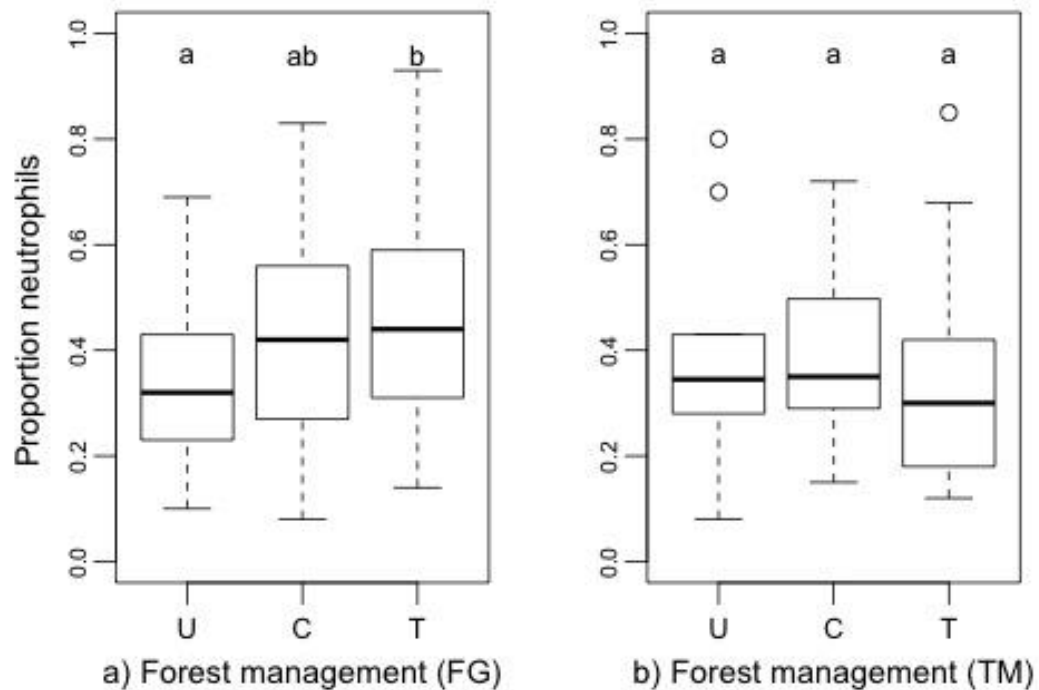 Proportion neutrophils
1.0
0.8
0.6
0.4
0.2
0.0
a
ab
b
U
C
T
a) Forest management (FG)
1.0
0.8
0.6
0.4
0.2
0.0
a
a
a
U
C
T
b) Forest management (TM)